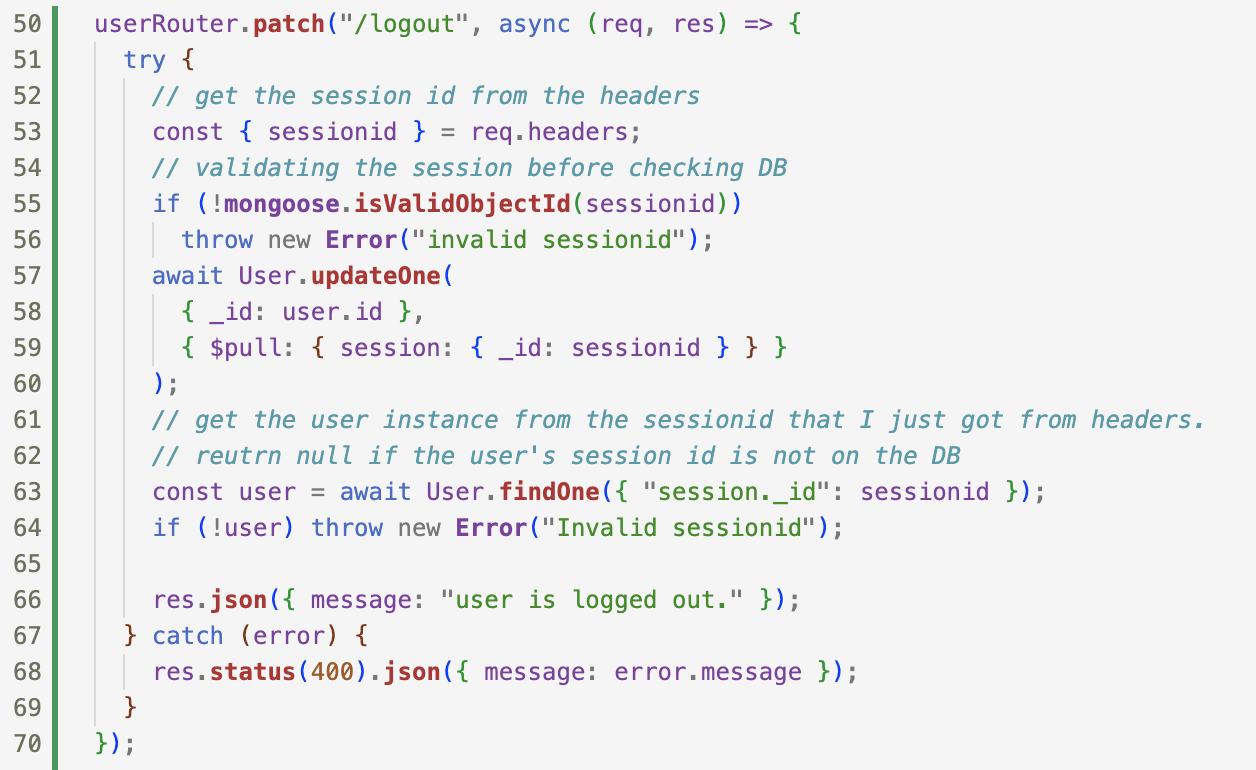 50 userRouter.patch("/logout", async (req, res) => {
51 try {
52 // get the session id from the headers
53 const { sessionid } = req.headers;
54 // validating the session before checking DB
55 if (!mongoose.isValidObjectId(sessionid))
56 throw new Error("invalid sessionid");
57 await User.updateOne(
58 { _id: user.id },
59 { $pull: { session: { _id: sessionid } } }
60 );
61 // get the user instance from the sessionid that I just got from headers.
62 // reutrn null if the user's session id is not on the DB
63 const user = await User.findOne({ "session._id": sessionid });
64 if (!user) throw new Error("Invalid sessionid");
65
66 res.json({ message: "user is logged out." });
67 } catch (error) {
68 res.status(400).json({ message: error.message });
69 }
70 });